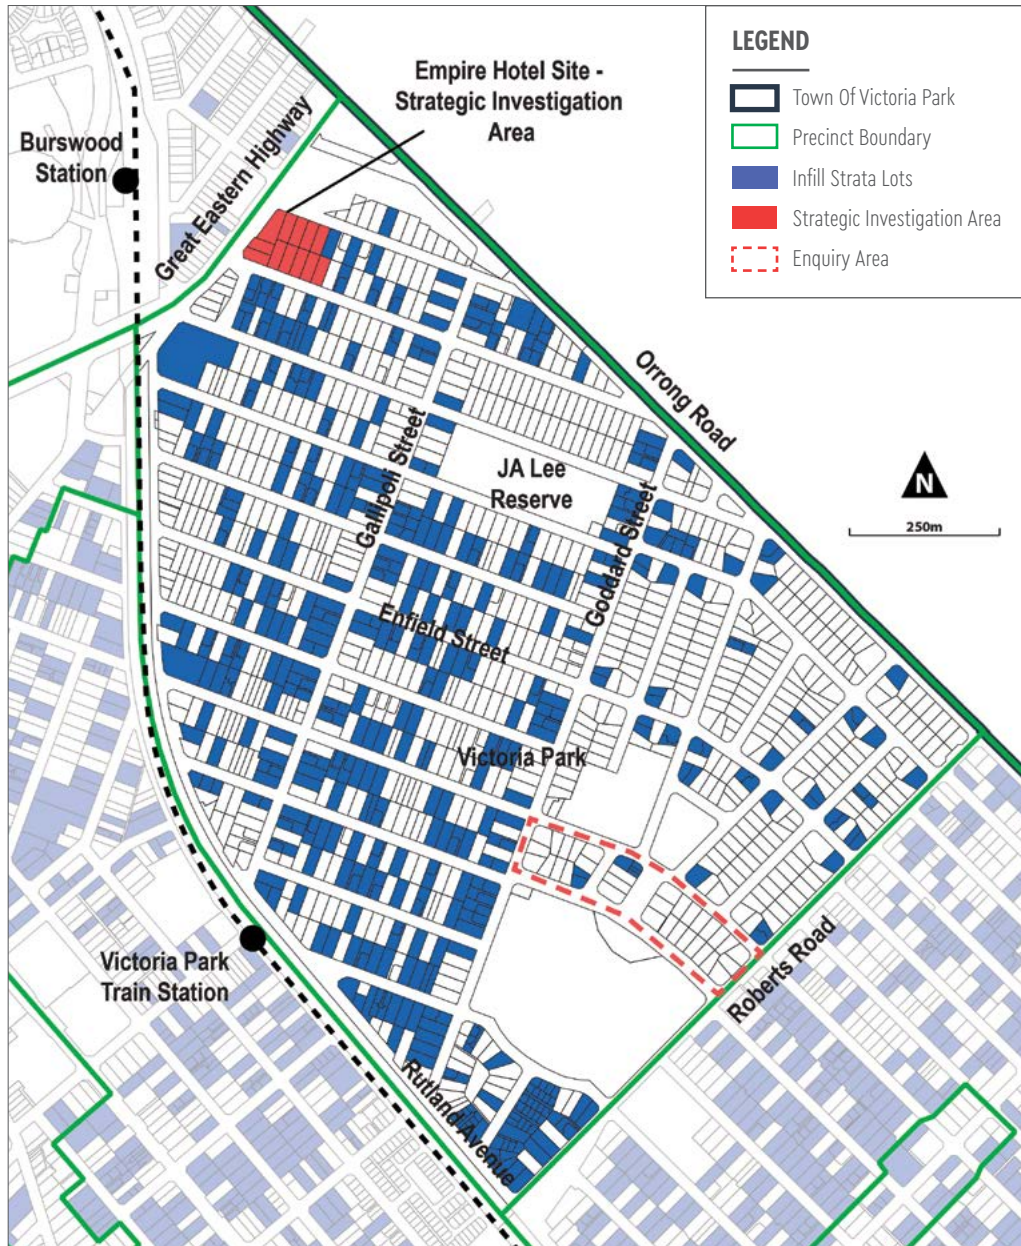 LEGEND
Town Of Victoria Park
Precinct Boundary
Infill Strata Lots
Strategic Investigation Area
Enquiry Area
Empire Hotel Site -
Strategic Investigation
Area
Burswood
Station
Great Eastern Highway
Orrong Road
N
250m
JA Lee
Reserve
Gallipoli Street
Goddard Street
Enfield Street
Victoria Park
Victoria Park
Train Station
Roberts Road
Rutland Avenue